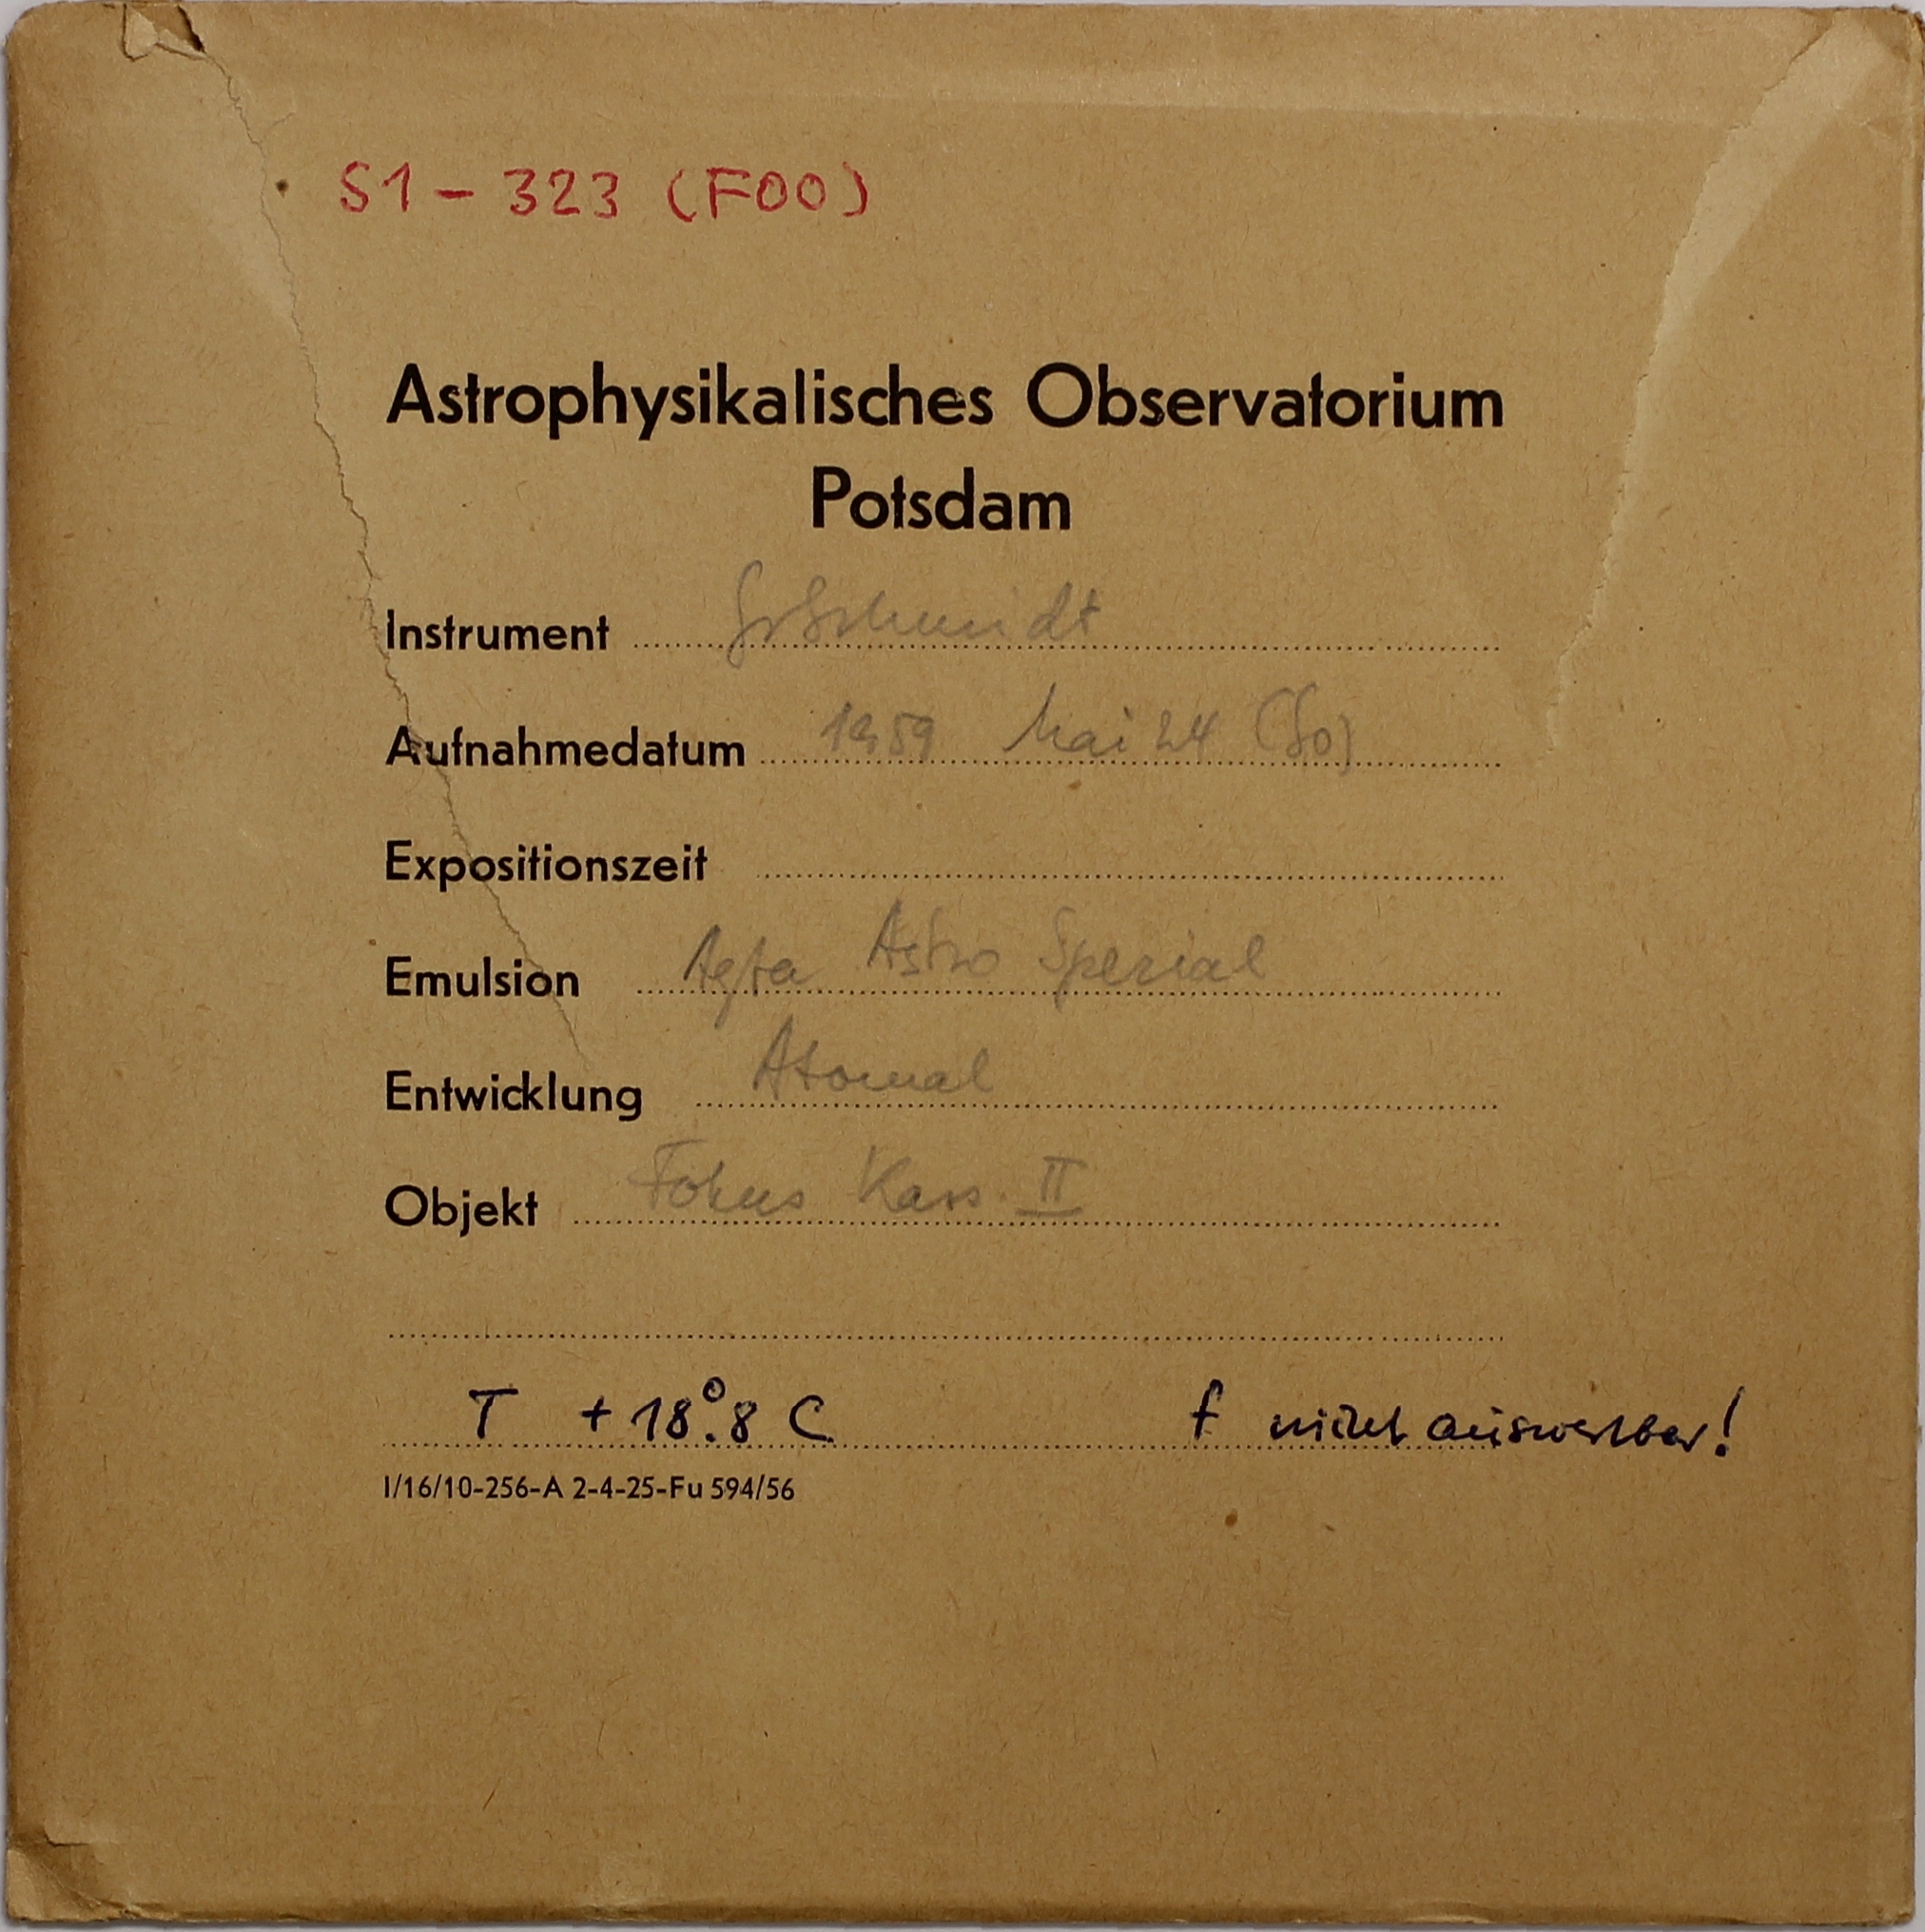 S1 - 323 (F00)
Astrophysikalisches Observatorium
Potsdam
Instrument Gr Schmidt
Aufnahmedatum 1959 Mai 24 (So)
Expositionszeit
Emulsion Agfa Astro Spezial
Entwicklung Atomal
Objekt Fokus Kass. II
T + 18°.8 C f nicht auswertbar!
I/16/10-256-A 2-4-25-Fu 594/56